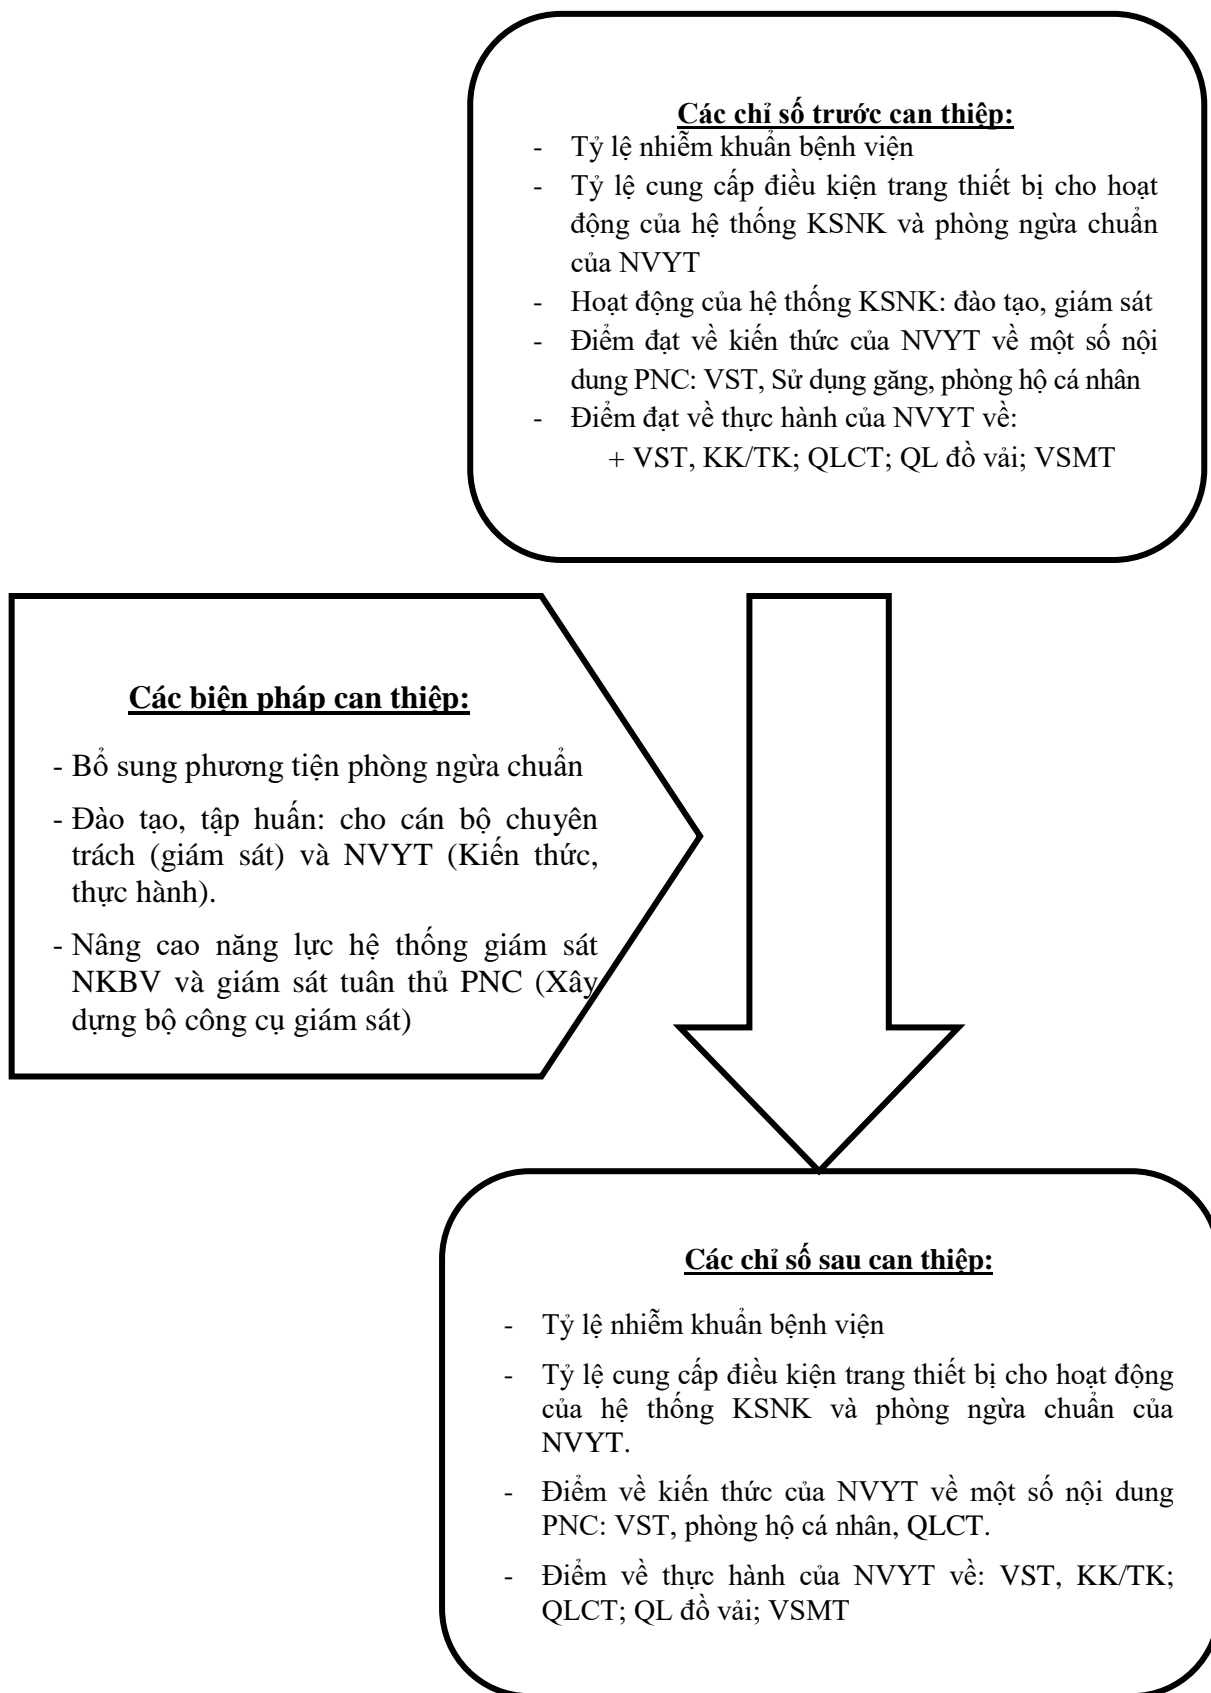 Các chỉ số trước can thiệp:
- Tỷ lệ nhiễm khuẩn bệnh viện
- Tỷ lệ cung cấp điều kiện trang thiết bị cho hoạt
động của hệ thống KSNK và phòng ngừa chuẩn
của NVYT
- Hoạt động của hệ thống KSNK: đào tạo, giám sát
- Điểm đạt về kiến thức của NVYT về một số nội
dung PNC: VST, Sử dụng găng, phòng hộ cá nhân
- Điểm đạt về thực hành của NVYT về:
+ VST, KK/TK; QLCT; QL đồ vải; VSMT
Các biện pháp can thiệp:
- Bổ sung phương tiện phòng ngừa chuẩn
- Đào tạo, tập huấn: cho cán bộ chuyên
trách (giám sát) và NVYT (Kiến thức,
thực hành).
- Nâng cao năng lực hệ thống giám sát
NKBV và giám sát tuân thủ PNC (Xây
dựng bộ công cụ giám sát)
Các chỉ số sau can thiệp:
- Tỷ lệ nhiễm khuẩn bệnh viện
- Tỷ lệ cung cấp điều kiện trang thiết bị cho hoạt động
của hệ thống KSNK và phòng ngừa chuẩn của
NVYT.
- Điểm về kiến thức của NVYT về một số nội dung
PNC: VST, phòng hộ cá nhân, QLCT.
- Điểm về thực hành của NVYT về: VST, KK/TK;
QLCT; QL đồ vải; VSMT